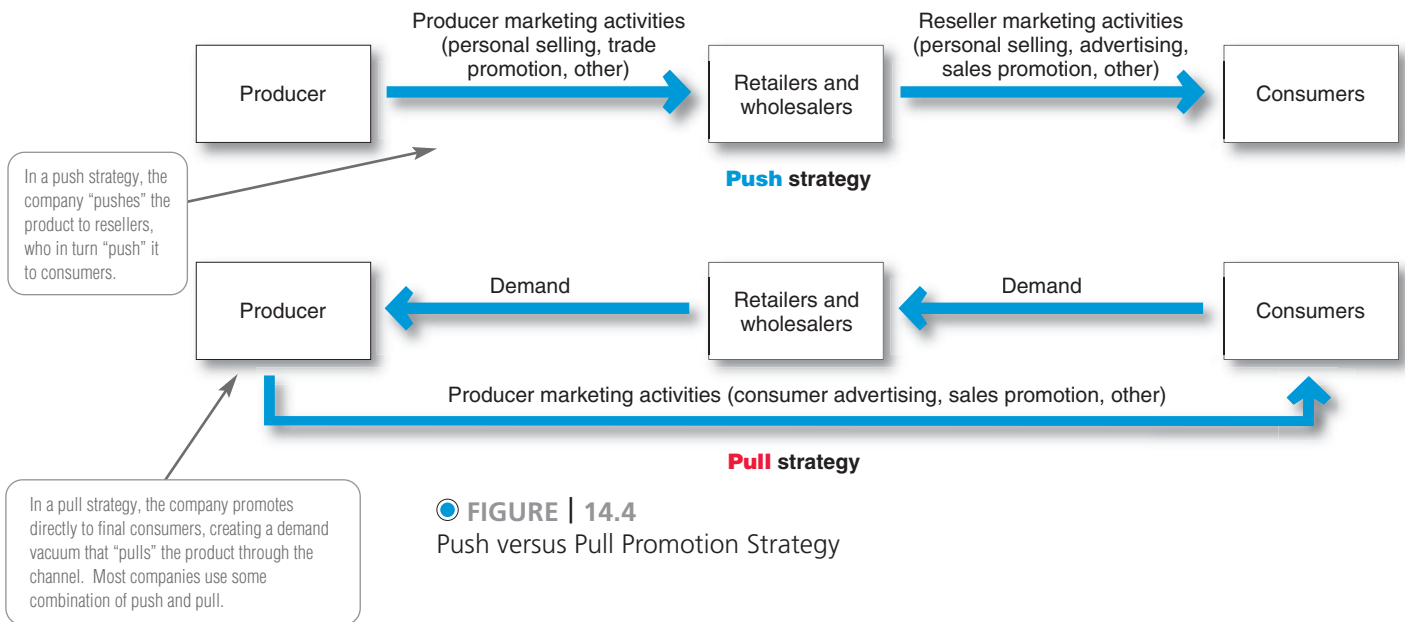 Producer marketing activities
(personal selling, trade
promotion, other)
Reseller marketing activities
(personal selling, advertising,
sales promotion, other)
Producer
Retailers and
wholesalers
Consumers
In a push strategy, the
company “pushes” the
product to resellers,
who in turn “push” it
to consumers.
Push strategy
Producer
Demand
Retailers and
wholesalers
Demand
Consumers
Producer marketing activities (consumer advertising, sales promotion, other)
Pull strategy
In a pull strategy, the company promotes
directly to final consumers, creating a demand
vacuum that “pulls” the product through the
channel. Most companies use some
combination of push and pull.
FIGURE | 14.4
Push versus Pull Promotion Strategy